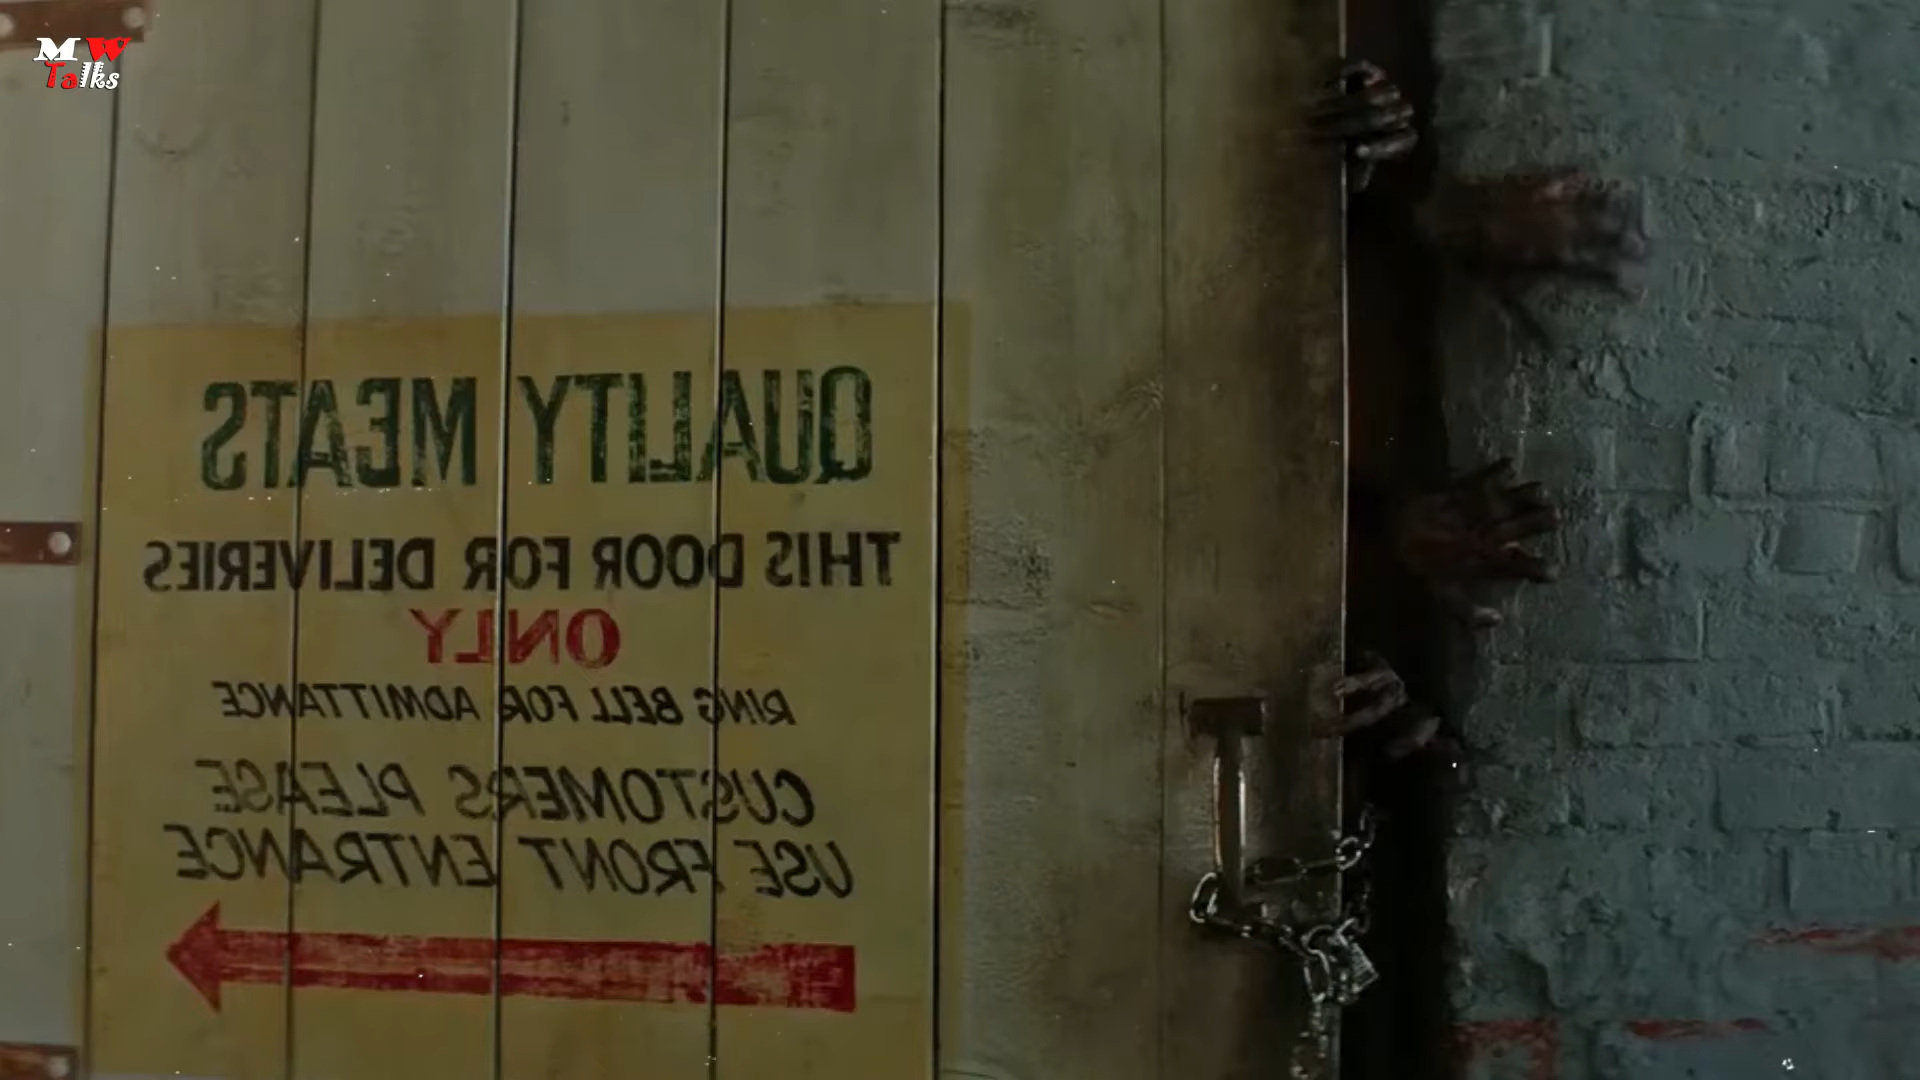 MW
Talks
QUALITY MEATS
THIS DOOR FOR DELIVERIES
ONLY
RING BELL FOR ADMITTANCE
CUSTOMERS PLEASE
USE FRONT ENTRANCE